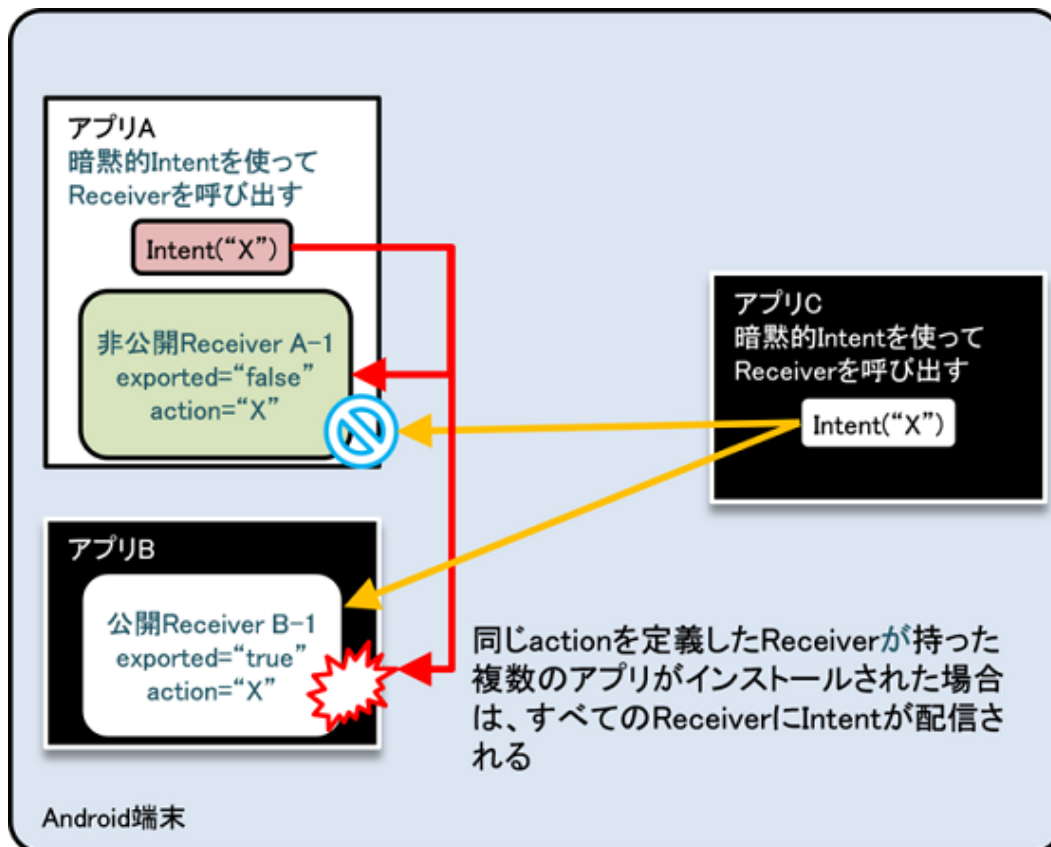 アプリA
暗黙的Intentを使って
Receiverを呼び出す
Intent(“X”)
非公開Receiver A-1
exported=“false”
action=“X”
アプリC
暗黙的Intentを使って
Receiverを呼び出す
Intent(“X”)
アプリB
公開Receiver B-1
exported=“true”
action=“X”
同じactionを定義したReceiverが持った
複数のアプリがインストールされた場合
は、すべてのReceiverにIntentが配信さ
れる
Android端末